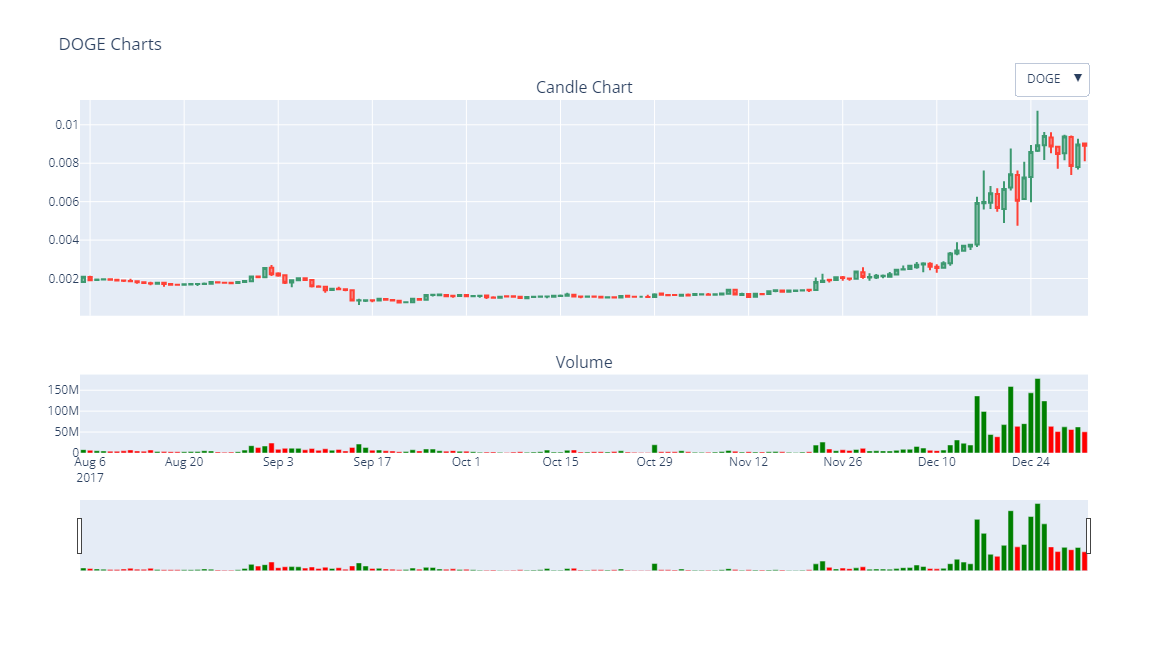 DOGE Charts
DOGE ▼
Candle Chart
0.01
0.008
0.006
0.004
0.002
Volume
150M
100M
50M
0
Aug 6 Aug 20 Sep 3 Sep 17 Oct 1 Oct 15 Oct 29 Nov 12 Nov 26 Dec 10 Dec 24
2017